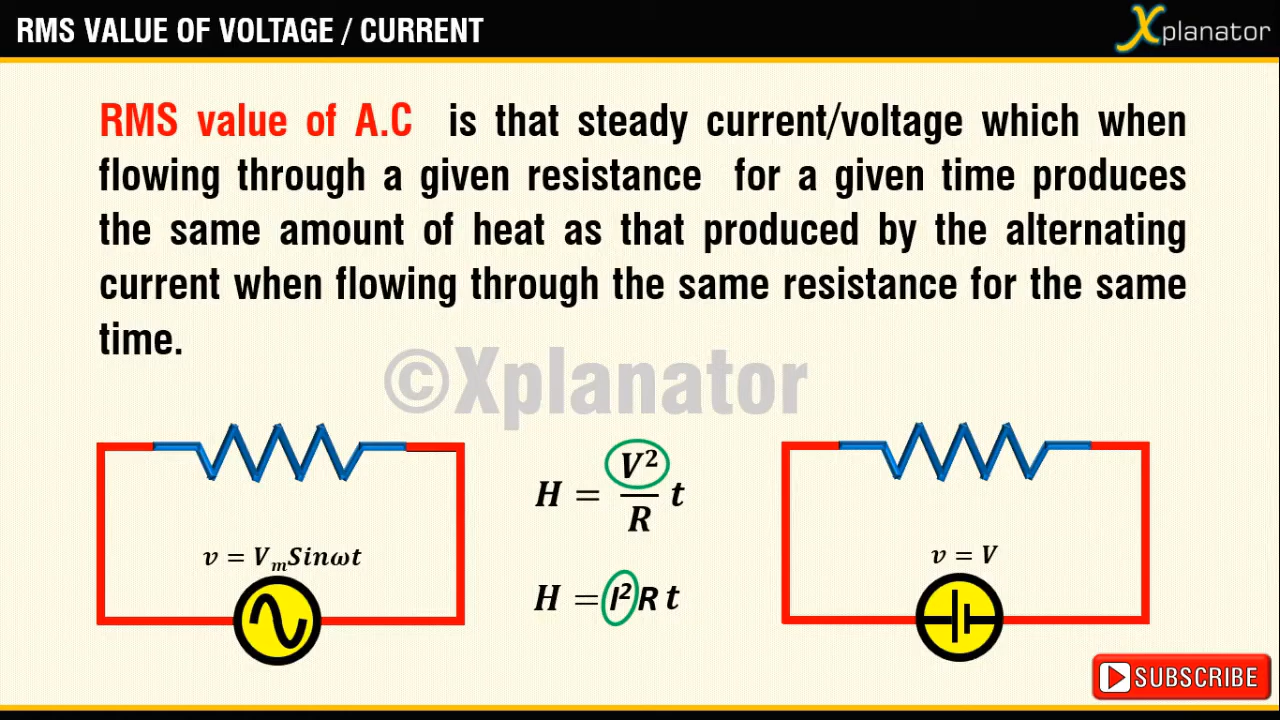 RMS VALUE OF VOLTAGE / CURRENT
Xplanator
RMS value of A.C is that steady current/voltage which when
flowing through a given resistance for a given time produces
the same amount of heat as that produced by the alternating
current when flowing through the same resistance for the same
time.
©Xplanator
v = VₘSinωt
H = V²/R t
H = I²R t
v = V
SUBSCRIBE